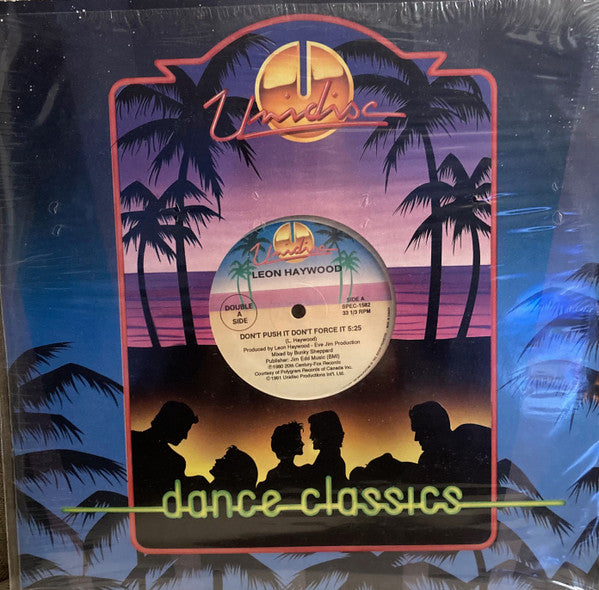 Unidisc
Unidisc
LEON HAYWOOD
DOUBLE
A
SIDE
SIDE A
SPEC-1582
33 1/3 RPM
DON'T PUSH IT DON'T FORCE IT 5:25
(L. Haywood)
Produced by Leon Haywood - Eve Jim Production
Mixed by Bunky Sheppard
Publisher: Jim Edd Music (BMI)
℗1980 20th Century-Fox Records
Courtesy of Polygram Records of Canada Inc.
©1991 Unidisc Productions Int'l. Ltd.
dance classics